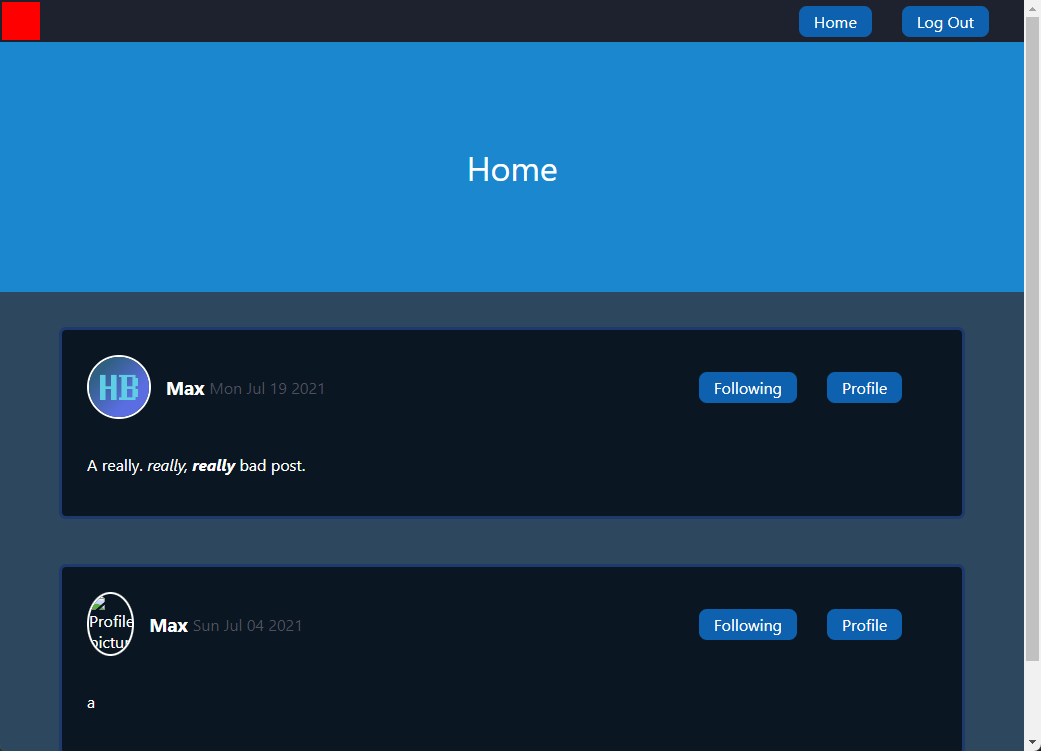 Home Log Out
Home
HB
Max Mon Jul 19 2021 Following Profile
A really. really, really bad post.
Profile
pictur
Max Sun Jul 04 2021 Following Profile
a